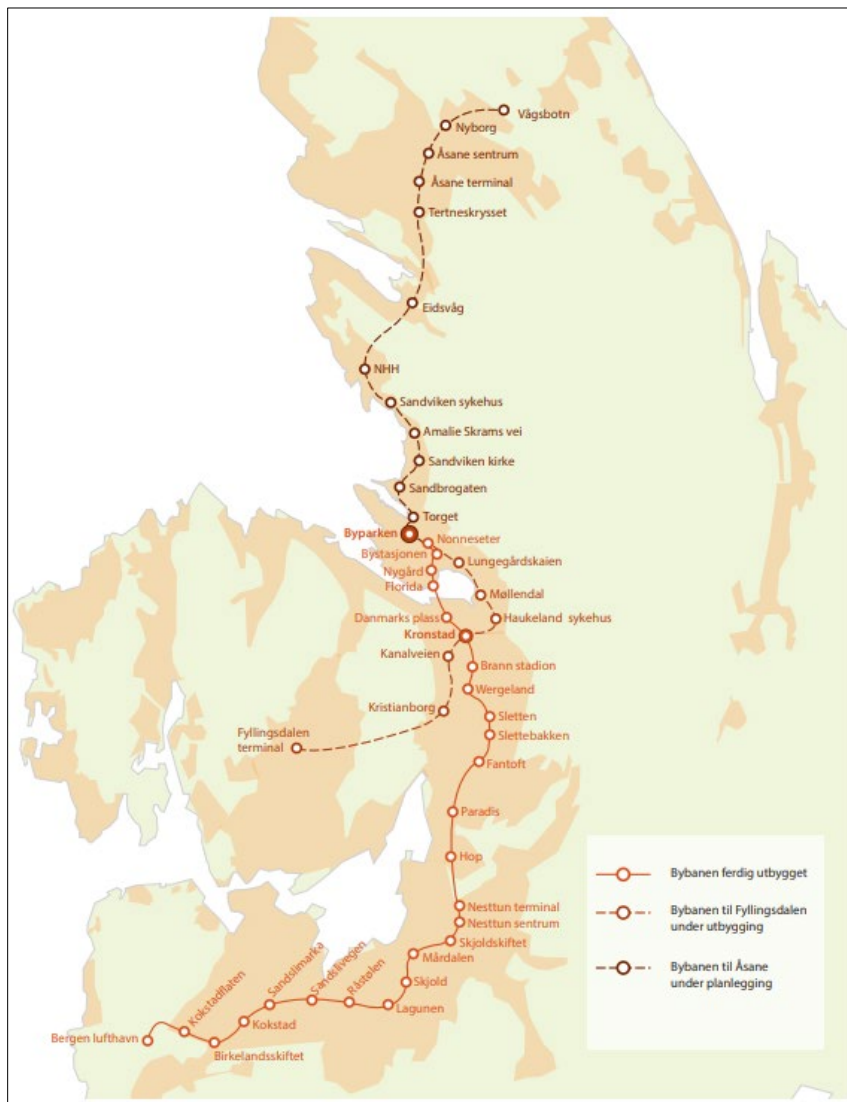 Vågsbotn
Nyborg
Åsane sentrum
Åsane terminal
Tertneskrysset
Eidsvåg
NHH
Sandviken sykehus
Amalie Skrams vei
Sandviken kirke
Sandbrogaten
Torget
Byparken
Nonneseter
Bystasjonen
Lungegårdskaien
Nygård
Florida
Møllendal
Danmarks plass
Haukeland sykehus
Kronstad
Kanalveien
Brann stadion
Wergeland
Kristianborg
Sletten
Slettebakken
Fyllingsdalen
terminal
Fantoft
Paradis
Hop
Nesttun terminal
Nesttun sentrum
Skjoldskiftet
Mårdalen
Skjold
Lagunen
Råstølen
Sandslivegen
Sandslimarka
Kokstad
Birkelandsskiftet
Kokstadflaten
Bergen lufthavn
Bybanen ferdig utbygget
Bybanen til Fyllingsdalen
under utbygging
Bybanen til Åsane
under planlegging